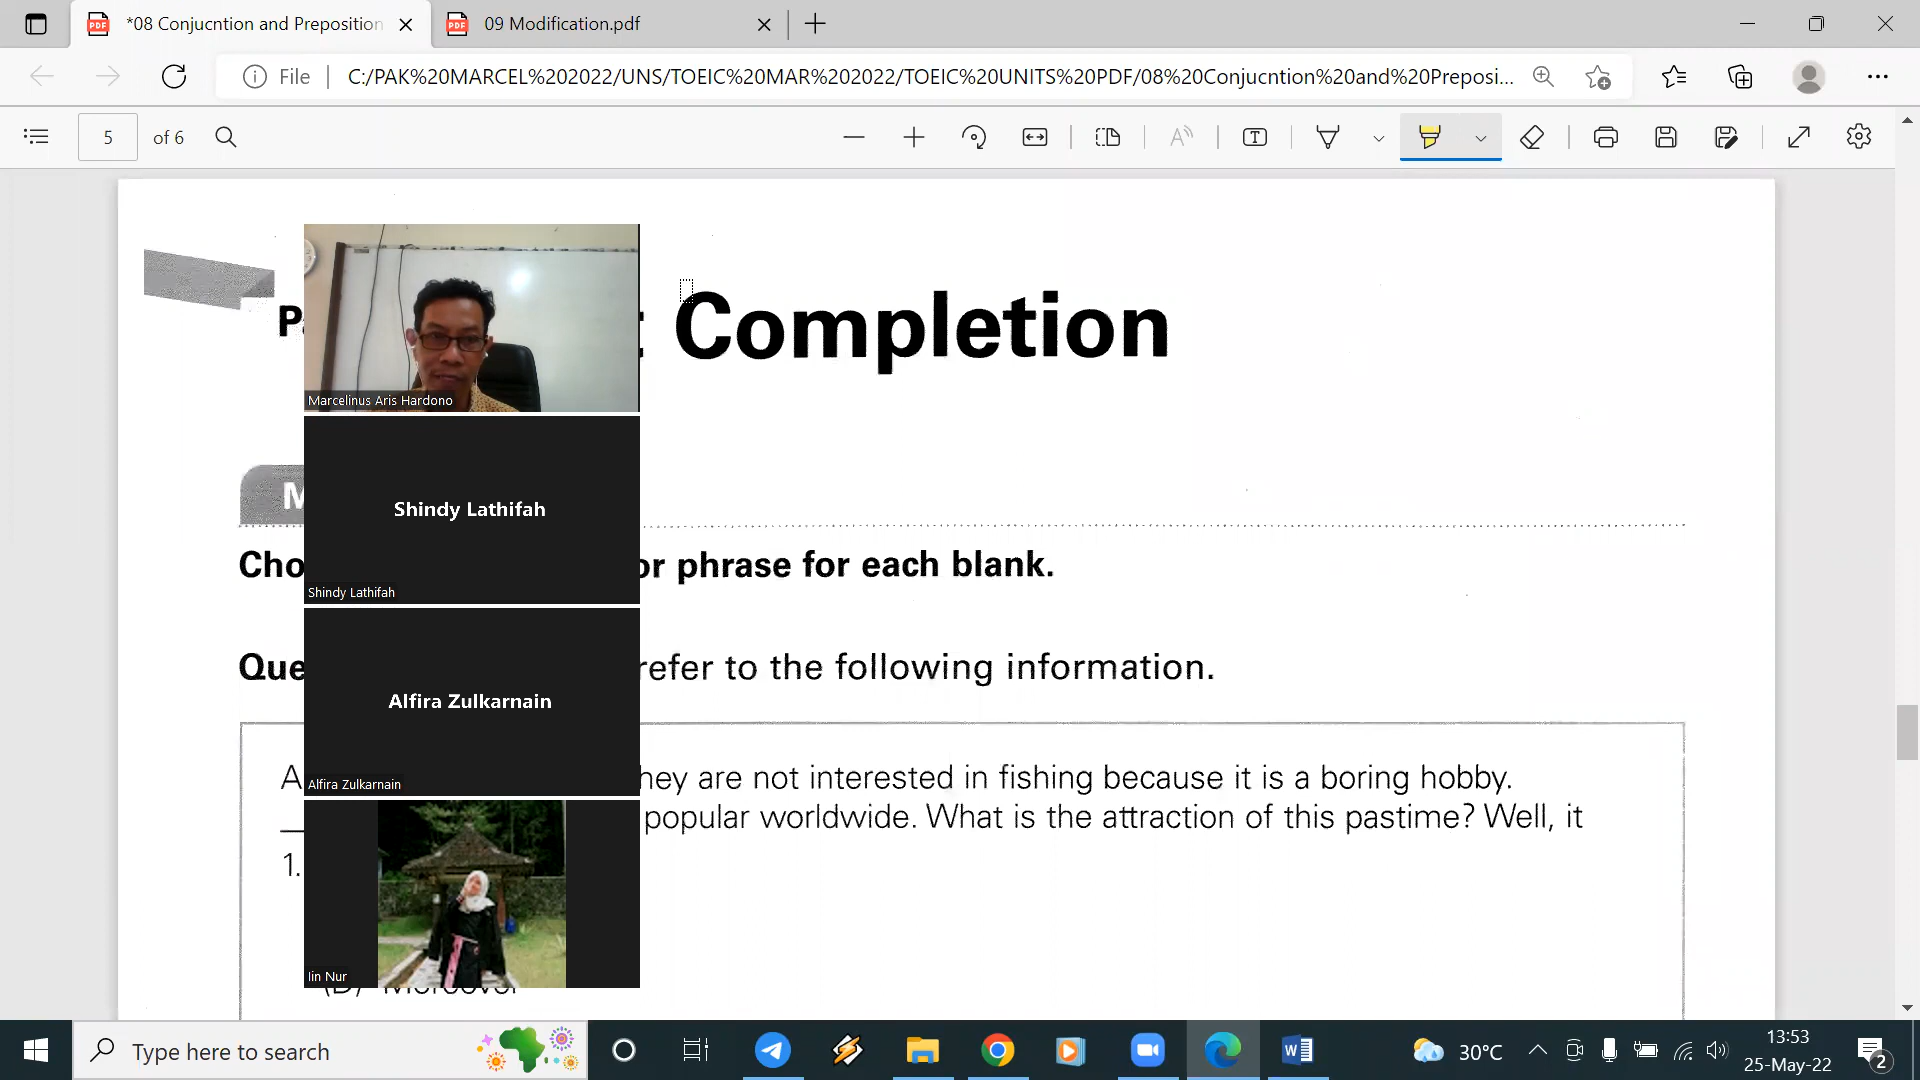 *08 Conjucntion and Preposition
09 Modification.pdf
File
C:/PAK%20MARCEL%202022/UNS/TOEIC%20MAR%202022/TOEIC%20UNITS%20PDF/08%20Conjucntion%20and%20Preposi...
5 of 6
Completion
Marcelinus Aris Hardono
Shindy Lathifah
Shindy Lathifah
or phrase for each blank.
refer to the following information.
Alfira Zulkarnain
Alfira Zulkarnain
hey are not interested in fishing because it is a boring hobby.
popular worldwide. What is the attraction of this pastime? Well, it
1.
Iin Nur
Type here to search
30°C
13:53
25-May-22
2